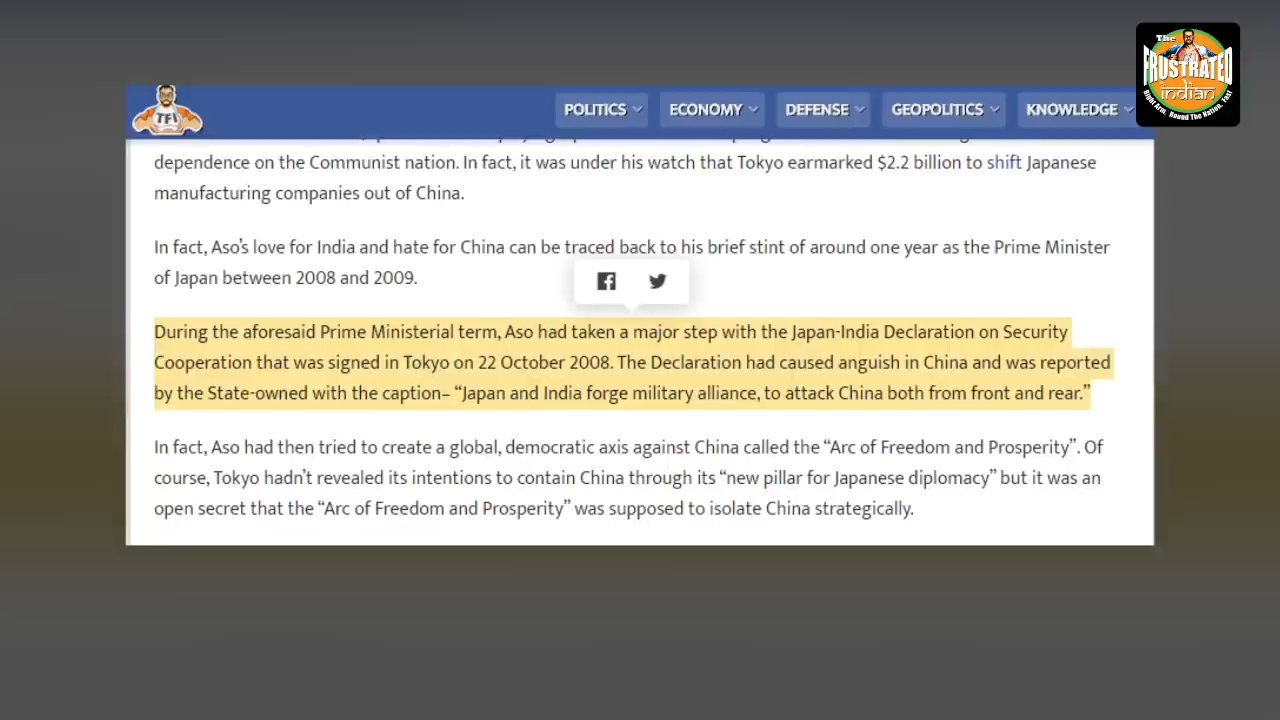 The
FRUSTRATED
indian
Right Arm. Round The Nation. Fast
TFI
POLITICS
ECONOMY
DEFENSE
GEOPOLITICS
KNOWLEDGE
dependence on the Communist nation. In fact, it was under his watch that Tokyo earmarked $2.2 billion to shift Japanese
manufacturing companies out of China.
In fact, Aso’s love for India and hate for China can be traced back to his brief stint of around one year as the Prime Minister
of Japan between 2008 and 2009.
During the aforesaid Prime Ministerial term, Aso had taken a major step with the Japan-India Declaration on Security
Cooperation that was signed in Tokyo on 22 October 2008. The Declaration had caused anguish in China and was reported
by the State-owned with the caption– “Japan and India forge military alliance, to attack China both from front and rear.”
In fact, Aso had then tried to create a global, democratic axis against China called the “Arc of Freedom and Prosperity”. Of
course, Tokyo hadn’t revealed its intentions to contain China through its “new pillar for Japanese diplomacy” but it was an
open secret that the “Arc of Freedom and Prosperity” was supposed to isolate China strategically.